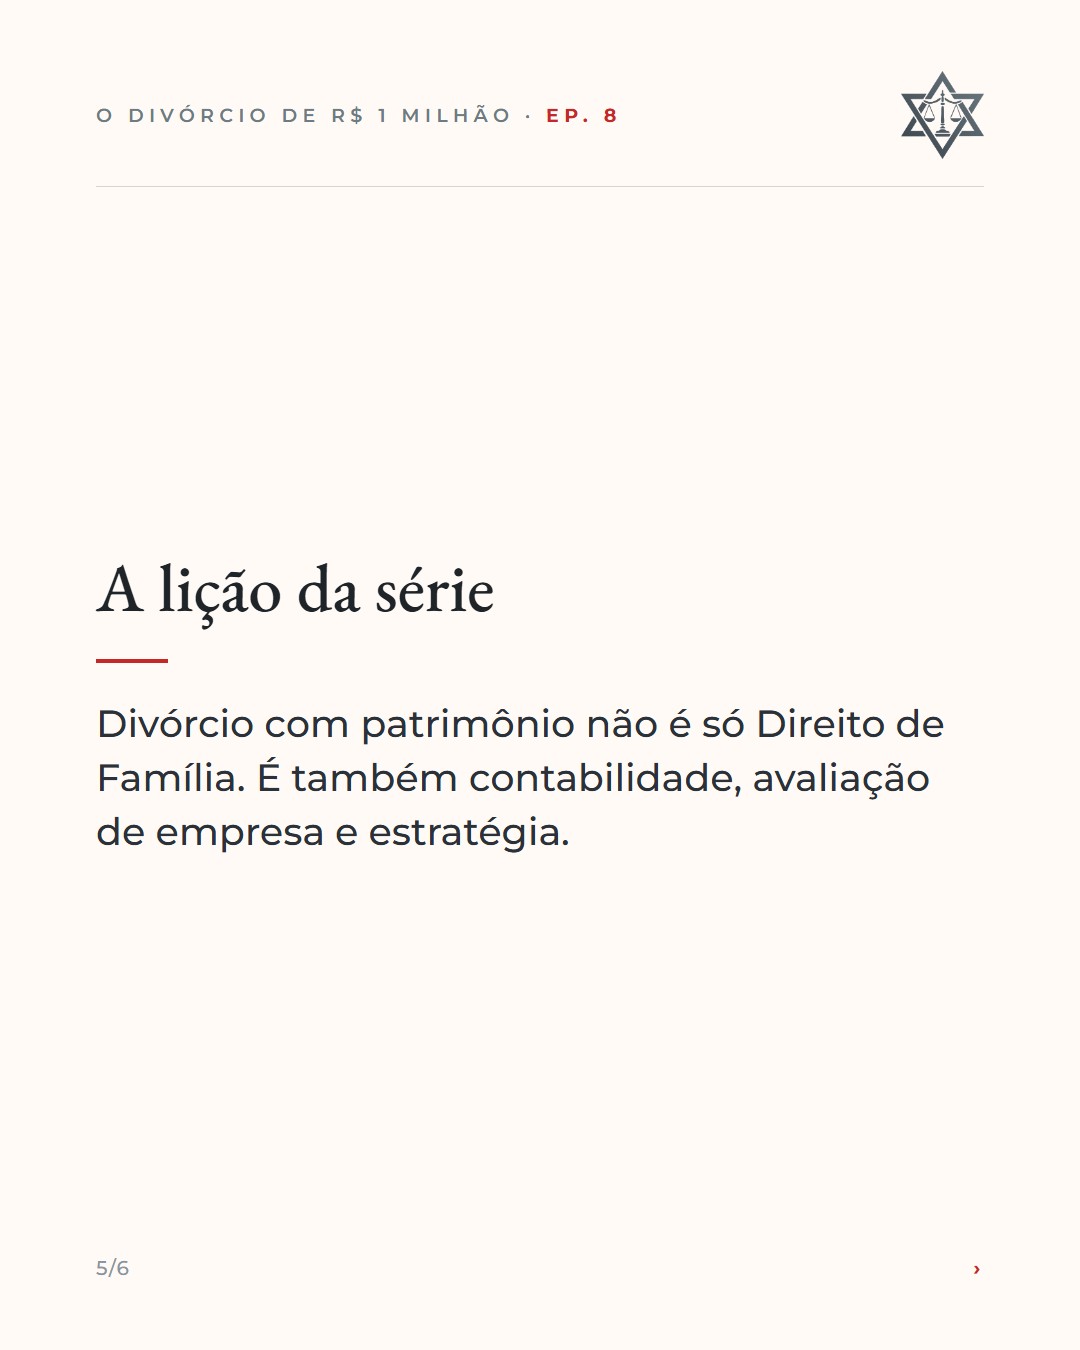 O DIVÓRCIO DE R$ 1 MILHÃO · EP. 8
A lição da série
Divórcio com patrimônio não é só Direito de
Família. É também contabilidade, avaliação
de empresa e estratégia.
5/6
›